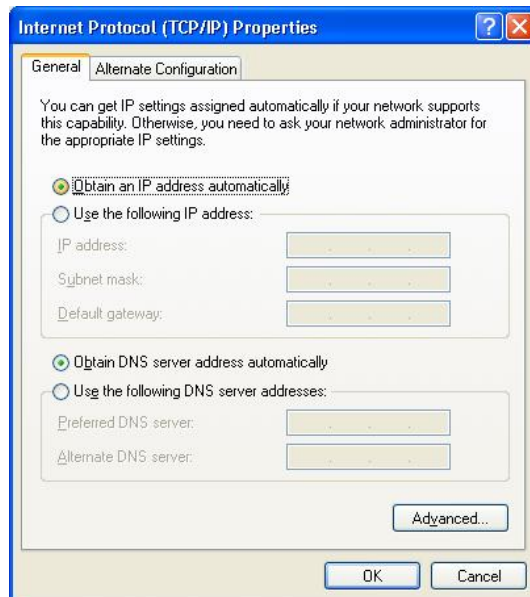 Internet Protocol (TCP/IP) Properties
General Alternate Configuration
You can get IP settings assigned automatically if your network supports
this capability. Otherwise, you need to ask your network administrator for
the appropriate IP settings.
Obtain an IP address automatically
Use the following IP address:
IP address:
Subnet mask:
Default gateway:
Obtain DNS server address automatically
Use the following DNS server addresses:
Preferred DNS server:
Alternate DNS server:
Advanced...
OK Cancel